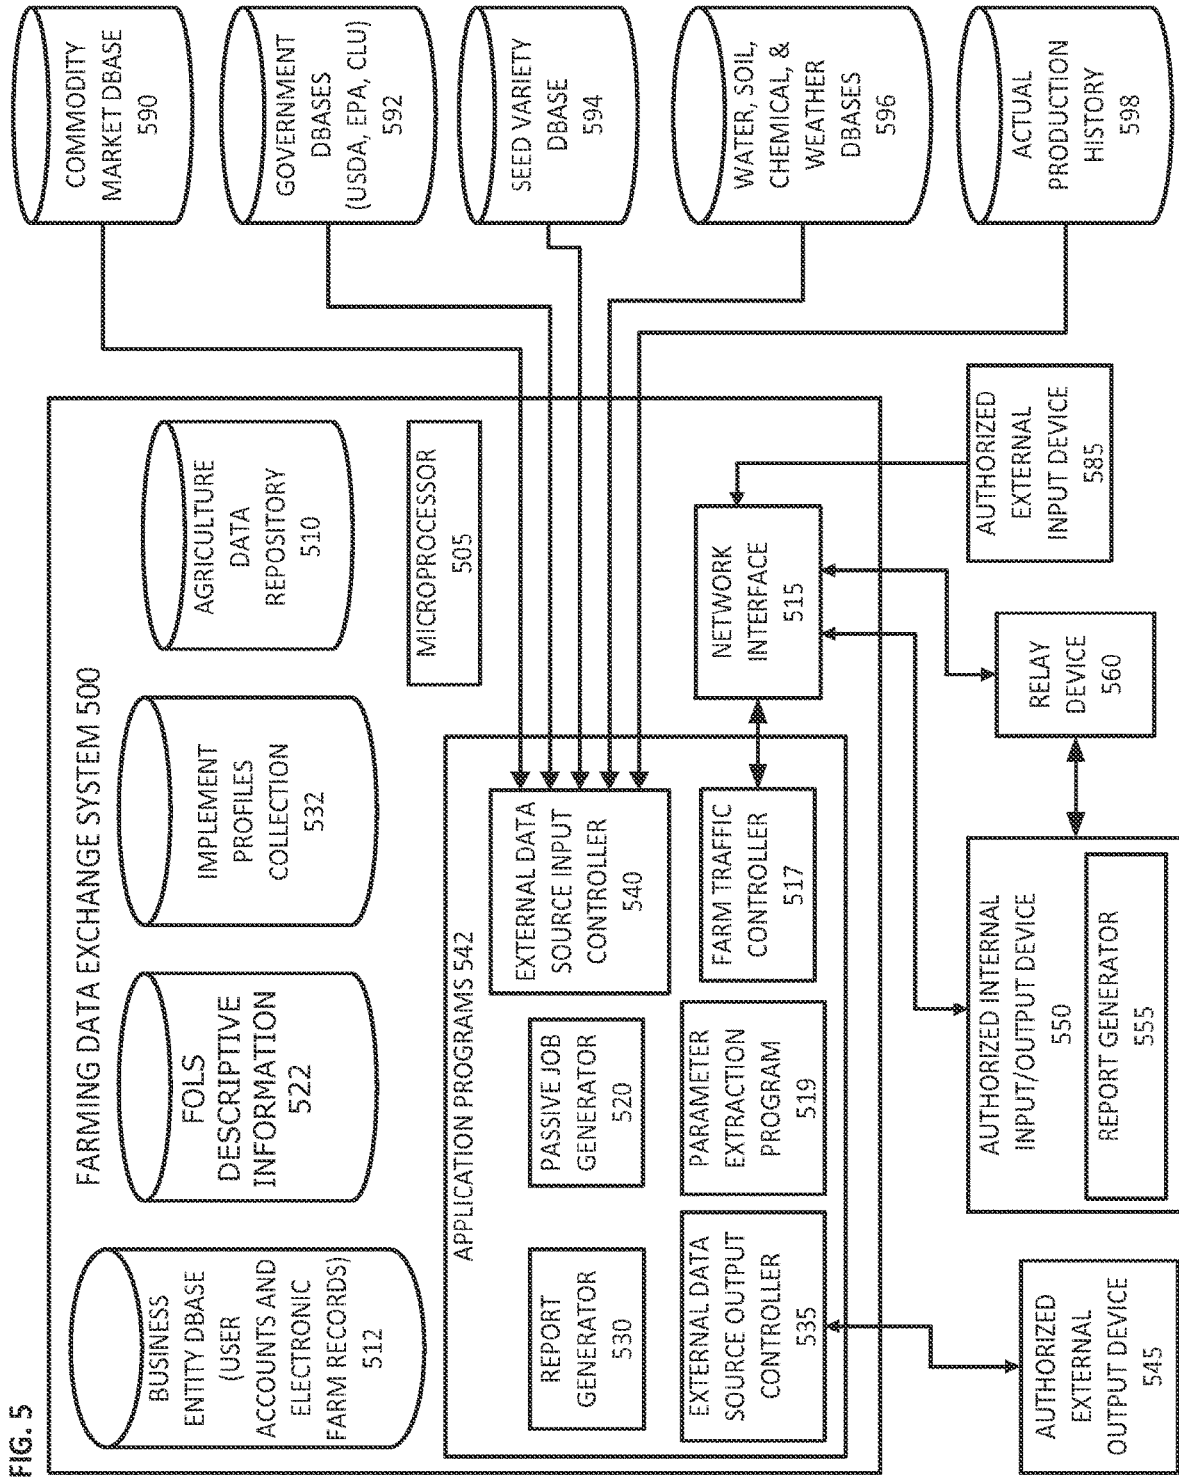 FIG. 5
FARMING DATA EXCHANGE SYSTEM 500
BUSINESS
ENTITY DBASE
(USER
ACCOUNTS AND
ELECTRONIC
FARM RECORDS)
512
FOLS
DESCRIPTIVE
INFORMATION
522
IMPLEMENT
PROFILES
COLLECTION
532
AGRICULTURE
DATA
REPOSITORY
510
MICROPROCESSOR
505
APPLICATION PROGRAMS 542
REPORT
GENERATOR
530
PASSIVE JOB
GENERATOR
520
EXTERNAL DATA
SOURCE INPUT
CONTROLLER
540
EXTERNAL DATA
SOURCE OUTPUT
CONTROLLER
535
PARAMETER
EXTRACTION
PROGRAM
519
FARM TRAFFIC
CONTROLLER
517
NETWORK
INTERFACE
515
AUTHORIZED
EXTERNAL
OUTPUT DEVICE
545
AUTHORIZED INTERNAL
INPUT/OUTPUT DEVICE
550
REPORT GENERATOR
555
RELAY
DEVICE
560
AUTHORIZED
EXTERNAL
INPUT DEVICE
585
COMMODITY
MARKET DBASE
590
GOVERNMENT
DBASES
(USDA, EPA, CLU)
592
SEED VARIETY
DBASE
594
WATER, SOIL,
CHEMICAL, &
WEATHER
DBASES
596
ACTUAL
PRODUCTION
HISTORY
598